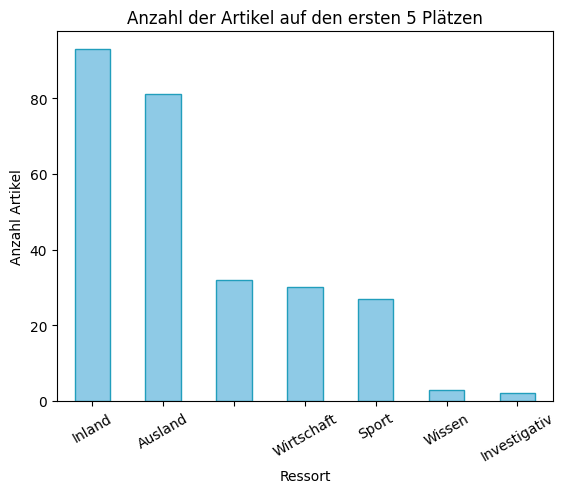 Anzahl der Artikel auf den ersten 5 Plätzen
Anzahl Artikel
80
60
40
20
0
Inland
Ausland
Wirtschaft
Sport
Wissen
Investigativ
Ressort